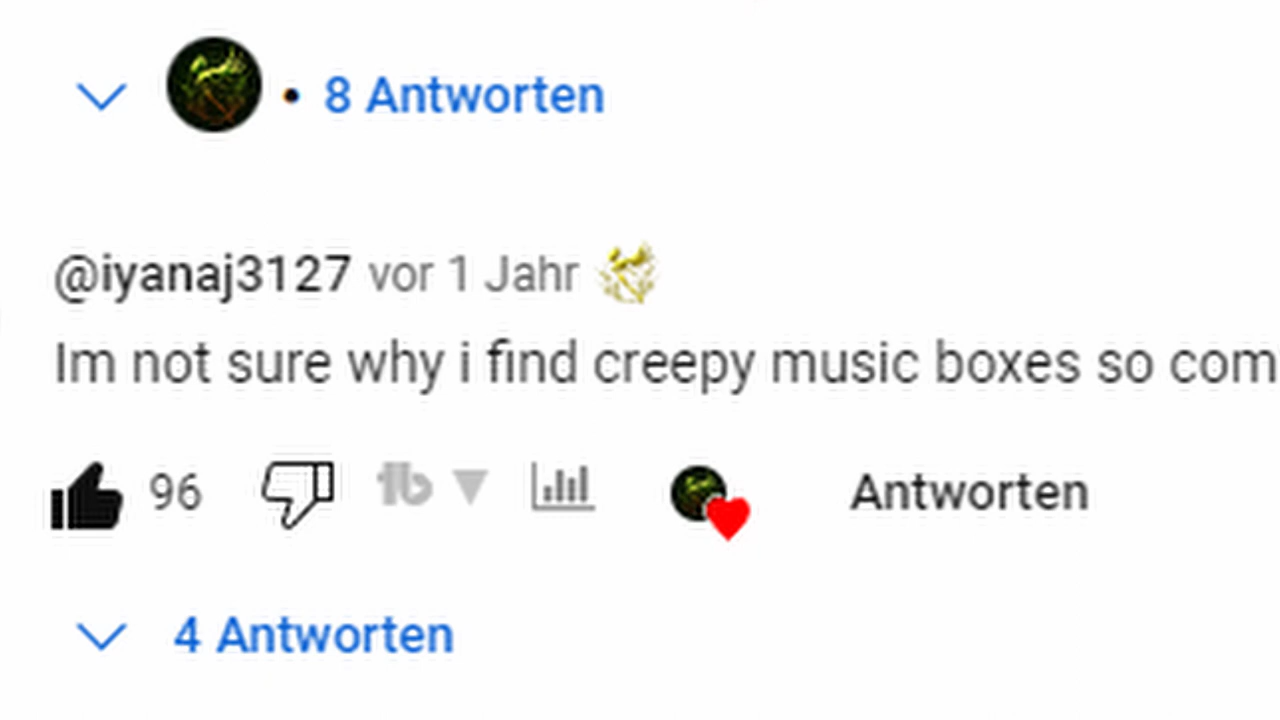 • 8 Antworten
@iyanaj3127 vor 1 Jahr
Im not sure why i find creepy music boxes so com
96 tb Antworten
4 Antworten